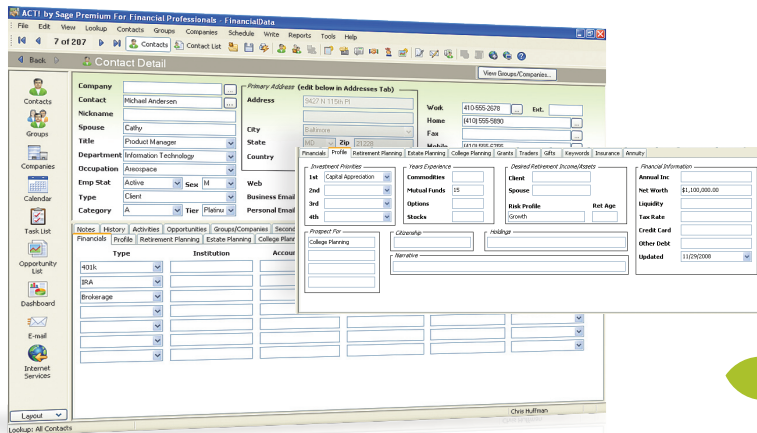 ACT! by Sage Premium For Financial Professionals - FinancialData
File Edit View Lookup Contacts Groups Companies Schedule Write Reports Tools Help
7 of 207 Contacts Contact List
Back Contact Detail View Groups/Companies...
Contacts
Groups
Companies
Calendar
Task List
Opportunity
List
Dashboard
E-mail
Internet
Services
Layout
Lookup: All Contacts
Company
Contact Michael Andersen
Nickname
Spouse Cathy
Title Product Manager
Department Information Technology
Occupation Areospace
Emp Stat Active Sex M
Type Client
Category A Tier Platinu
Primary Address (edit below in Addresses Tab)
Address 9427 N 115th Pl
City Baltimore
State MD Zip 21228
Country
Web
Business Email
Personal Email
Work 410-555-2678 ... Ext.
Home (410) 555-9890
Fax
Mobile (410) 555-6755
Notes History Activities Opportunities Groups/Companies Second
Financials Profile Retirement Planning Estate Planning College Plann
Type Institution Accou
401k
IRA
Brokerage
Chris Huffman
Financials Profile Retirement Planning Estate Planning College Planning Grants Traders Gifts Keywords Insurance Annuity
Investment Priorities
1st Capital Appreciation
2nd
3rd
4th
Years Experience
Commodities
Mutual Funds 15
Options
Stocks
Desired Retirement Income/Assets
Client
Spouse
Risk Profile Ret Age
Growth
Financial Information
Annual Inc
Net Worth $1,100,000.00
Liquidity
Tax Rate
Credit Card
Other Debt
Updated 11/29/2008
Prospect For
College Planning
Citizenship
Holdings
Narrative